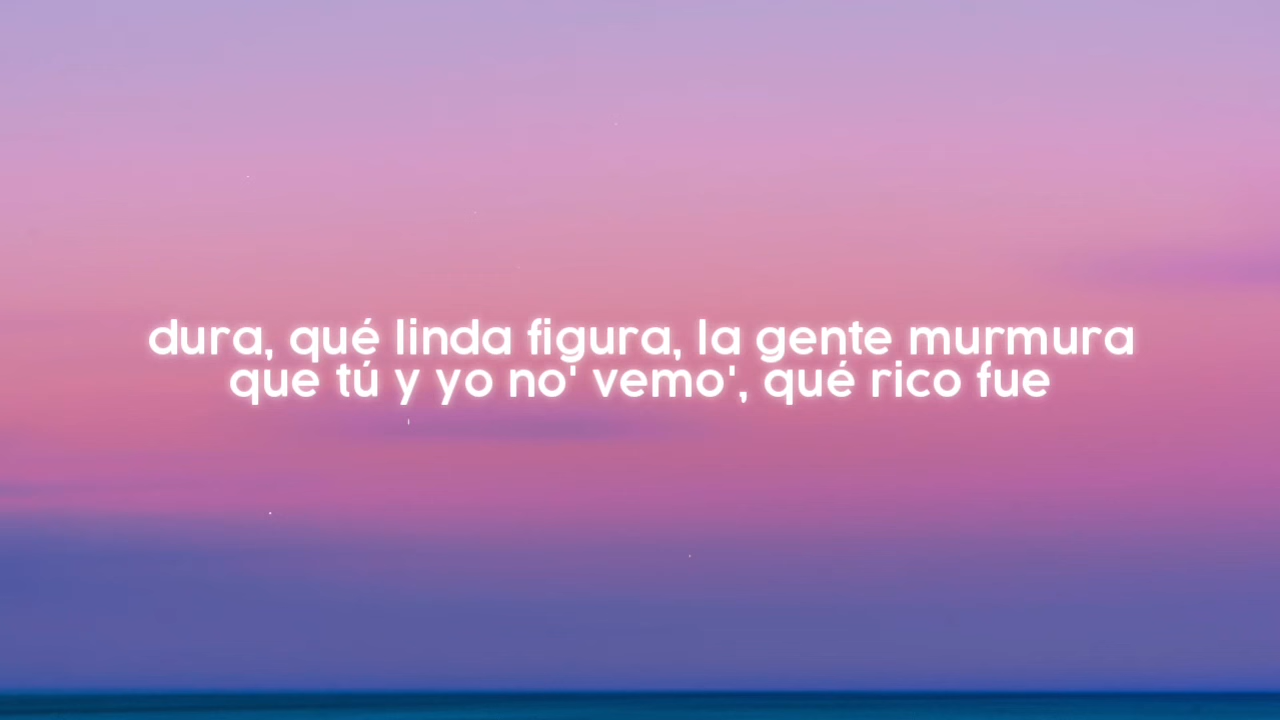 dura, qué linda figura, la gente murmura
que tú y yo no' vemo', qué rico fue